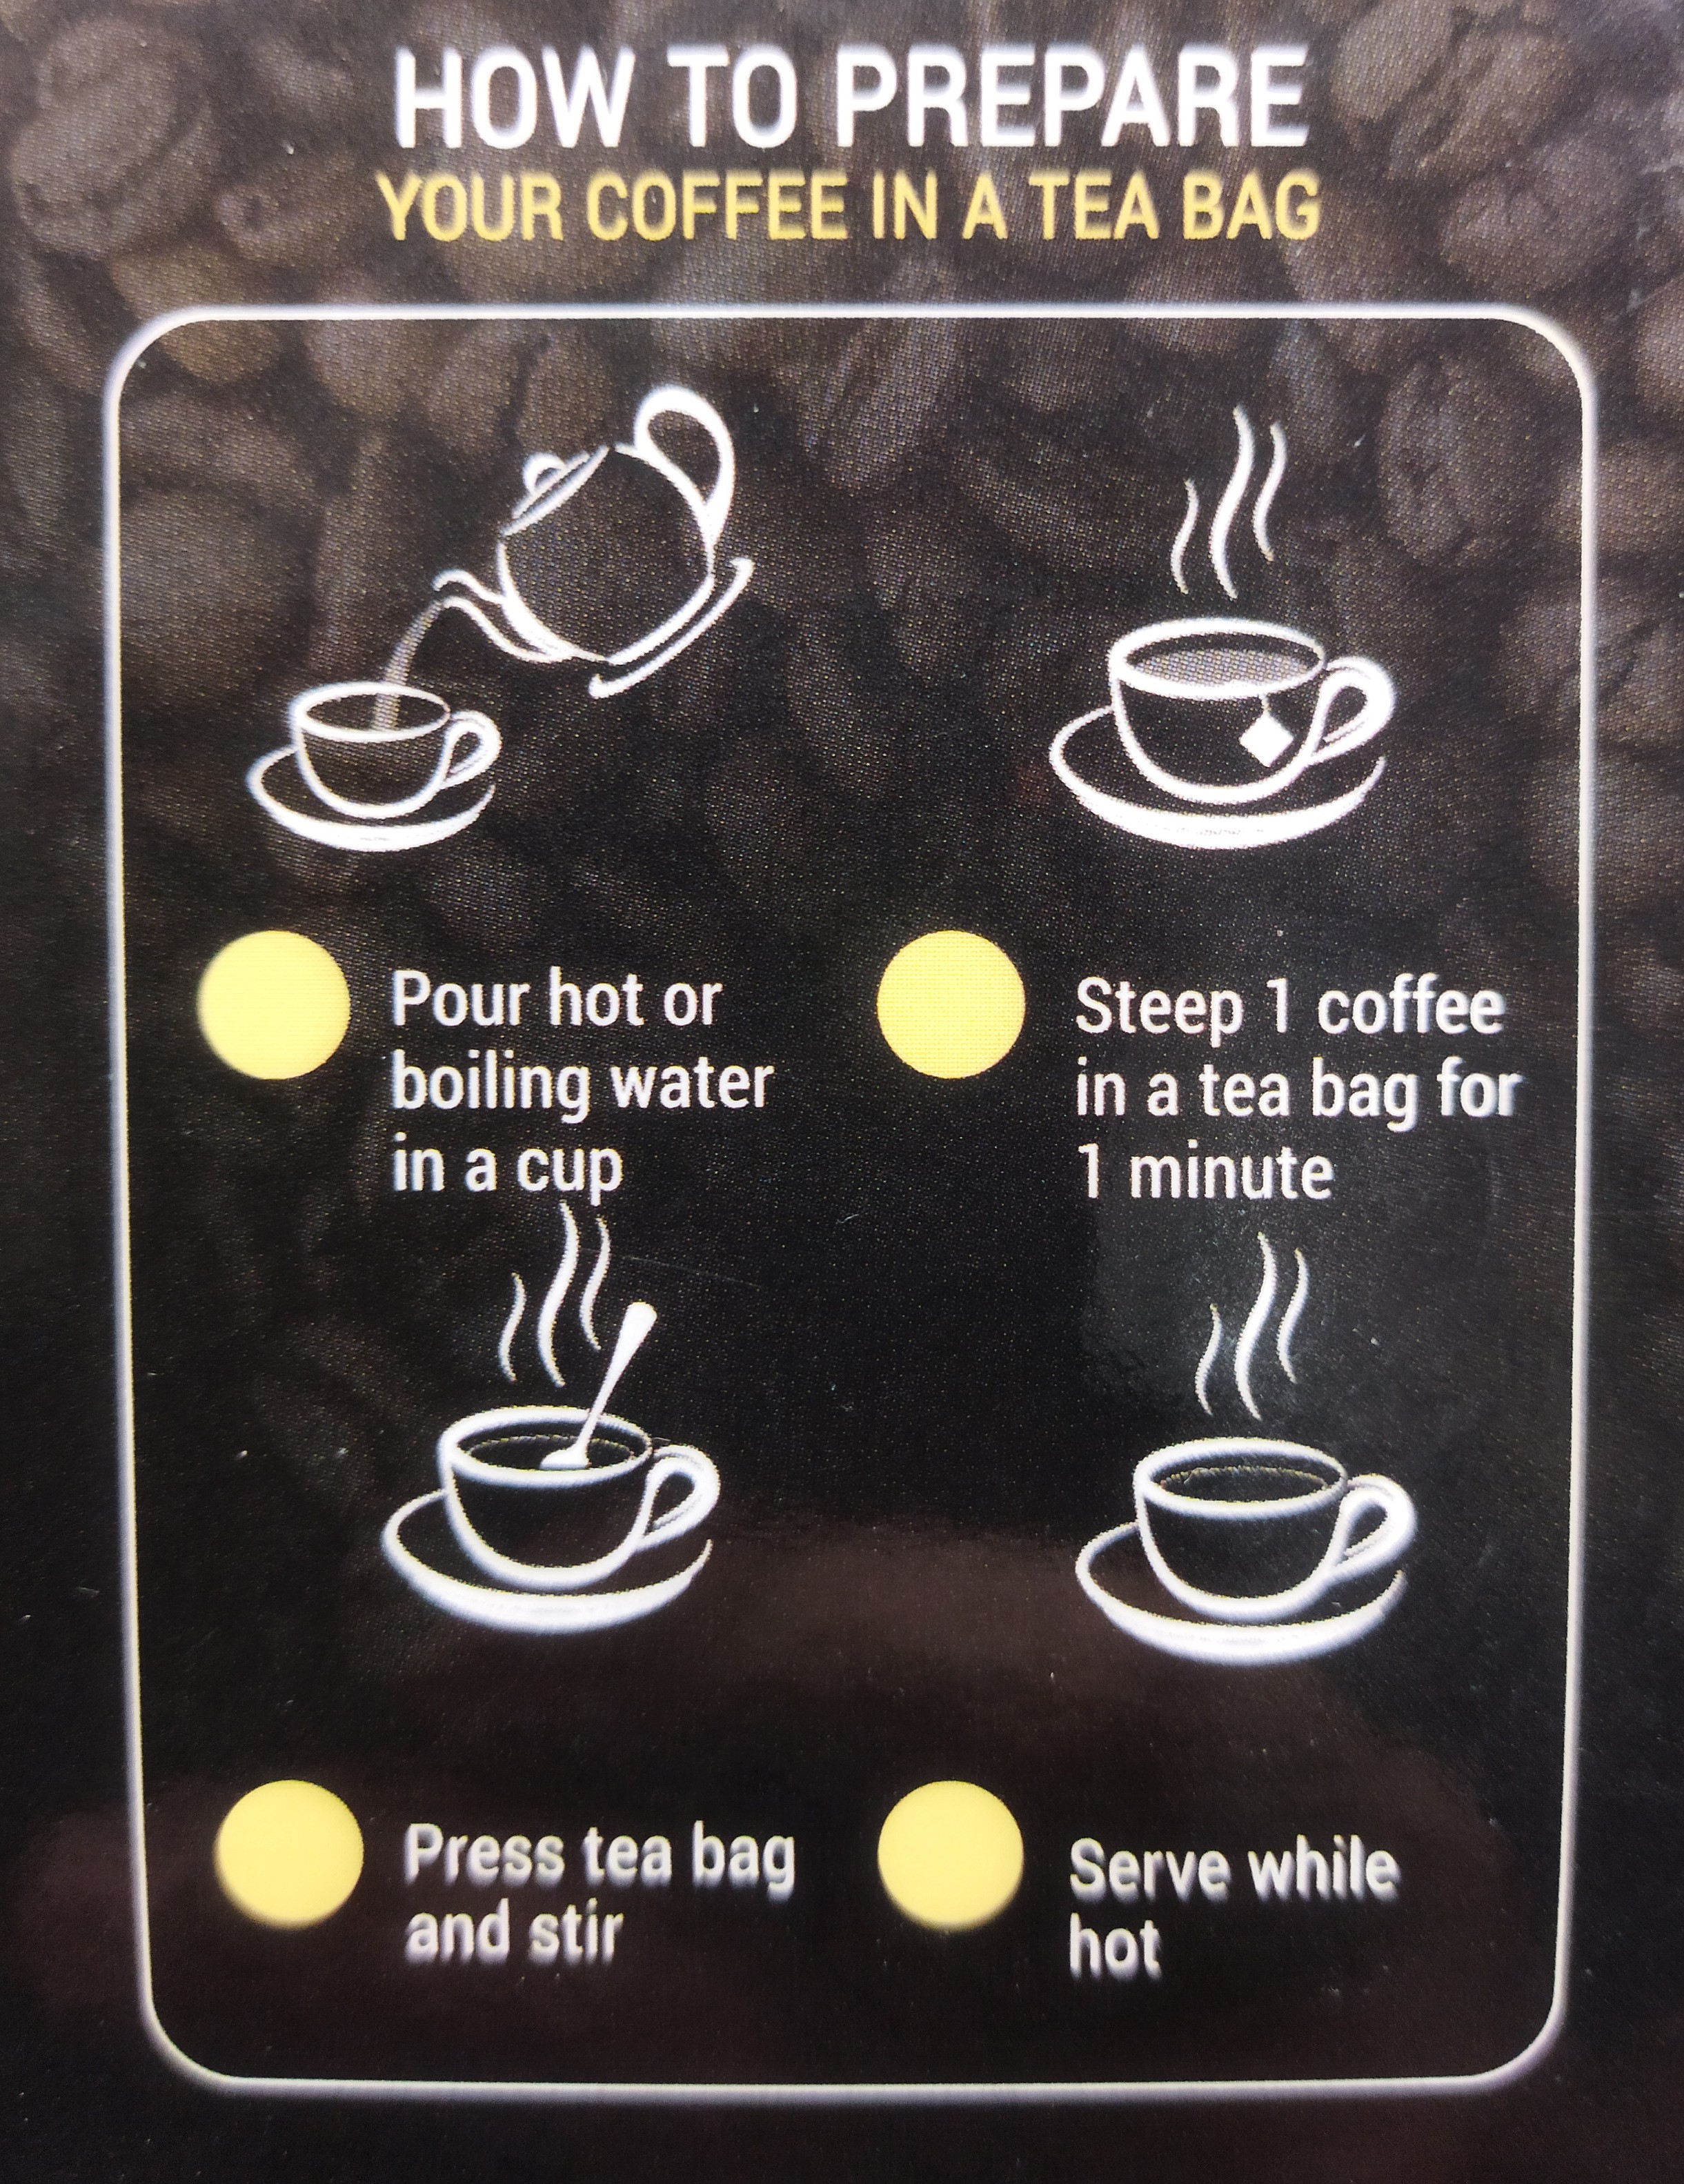 HOW TO PREPARE
YOUR COFFEE IN A TEA BAG
Pour hot or
boiling water
in a cup
Steep 1 coffee
in a tea bag for
1 minute
Press tea bag
and stir
Serve while
hot